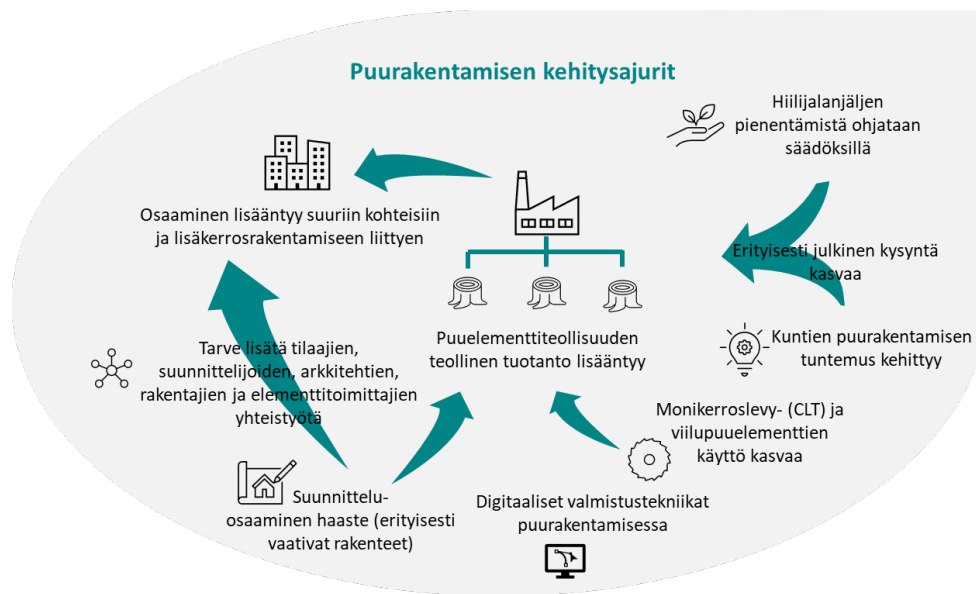 Puurakentamisen kehitysajurit
Hiilijalanjäljen
pienentämistä ohjataan
säädöksillä
Osaaminen lisääntyy suuriin kohteisiin
ja lisäkerrosrakentamiseen liittyen
Erityisesti julkinen kysyntä
kasvaa
Puuelementtiteollisuuden
teollinen tuotanto lisääntyy
Kuntien puurakentamisen
tuntemus kehittyy
Tarve lisätä tilaajien,
suunnittelijoiden, arkkitehtien,
rakentajien ja elementtitoimittajien
yhteistyötä
Monikerroslevy- (CLT) ja
viilupuuelementtien
käyttö kasvaa
Suunnittelu-
osaaminen haaste (erityisesti
vaativat rakenteet)
Digitaaliset valmistustekniikat
puurakentamisessa